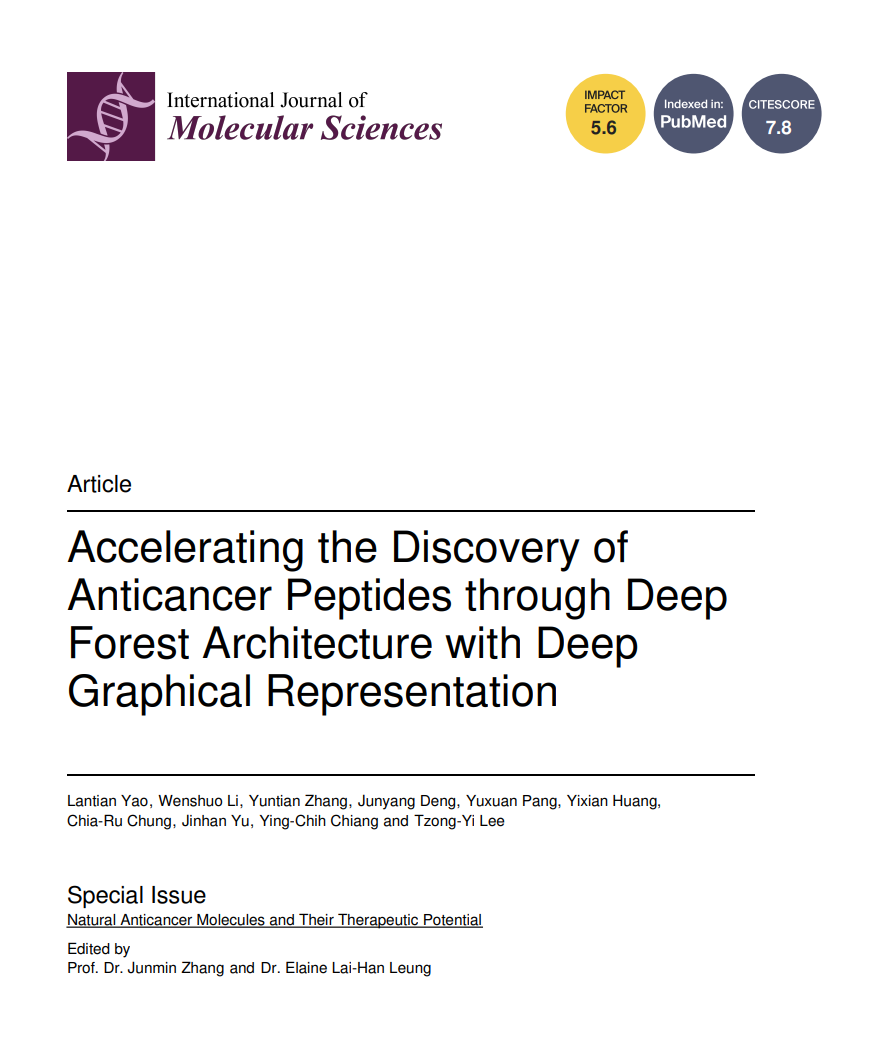 International Journal of
Molecular Sciences
IMPACT
FACTOR
5.6
Indexed in:
PubMed
CITESCORE
7.8
Article
Accelerating the Discovery of
Anticancer Peptides through Deep
Forest Architecture with Deep
Graphical Representation
Lantian Yao, Wenshuo Li, Yuntian Zhang, Junyang Deng, Yuxuan Pang, Yixian Huang,
Chia-Ru Chung, Jinhan Yu, Ying-Chih Chiang and Tzong-Yi Lee
Special Issue
Natural Anticancer Molecules and Their Therapeutic Potential
Edited by
Prof. Dr. Junmin Zhang and Dr. Elaine Lai-Han Leung